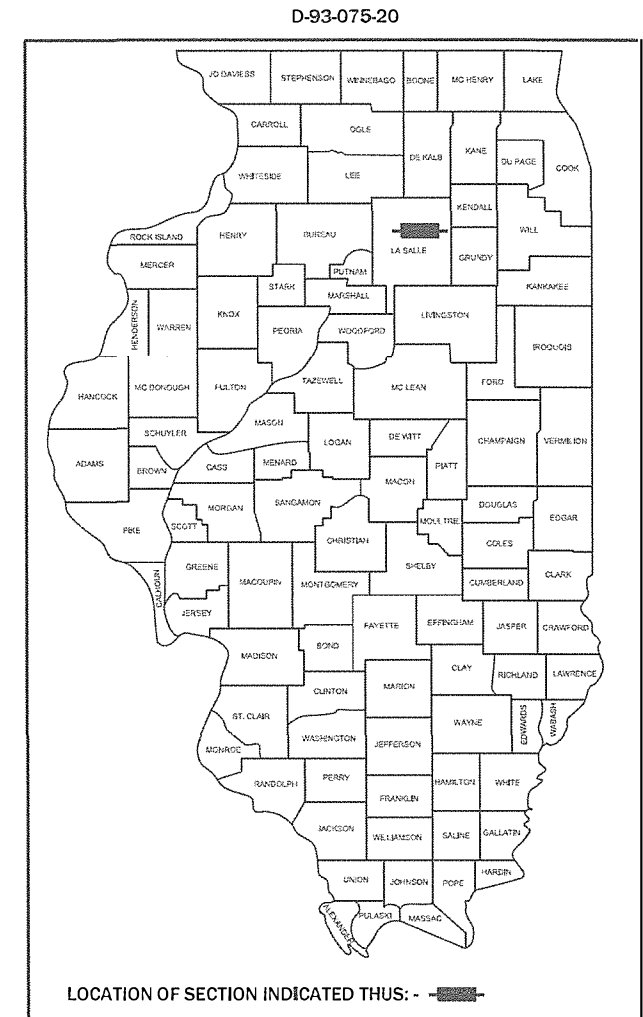 D-93-075-20
JO DAVIESS STEPHENSON WINNEBAGO BOONE MC HENRY LAKE
CARROLL OGLE
DE KALB KANE DU PAGE COOK
WHITESIDE LEE
KENDALL
ROCK ISLAND HENRY BUREAU LA SALLE WILL
MERCER PUTNAM GRUNDY
STARK MARSHALL KANKAKEE
HENDERSON WARREN KNOX PEORIA WOODFORD LIVINGSTON
IROQUOIS
HANCOCK MC DONOUGH FULTON TAZEWELL MC LEAN FORD
SCHUYLER MASON LOGAN DE WITT CHAMPAIGN VERMILION
ADAMS BROWN CASS MENARD MACON PIATT
PIKE SCOTT MORGAN SANGAMON CHRISTIAN MOULTRIE DOUGLAS EDGAR
COLES
CALHOUN GREENE MACOUPIN MONTGOMERY SHELBY CUMBERLAND CLARK
JERSEY
MADISON BOND FAYETTE EFFINGHAM JASPER CRAWFORD
CLINTON MARION CLAY RICHLAND LAWRENCE
ST. CLAIR WAYNE EDWARDS WABASH
MONROE WASHINGTON JEFFERSON
RANDOLPH PERRY FRANKLIN HAMILTON WHITE
JACKSON WILLIAMSON SALINE GALLATIN
UNION JOHNSON POPE HARDIN
ALEXANDER PULASKI MASSAC
LOCATION OF SECTION INDICATED THUS: -